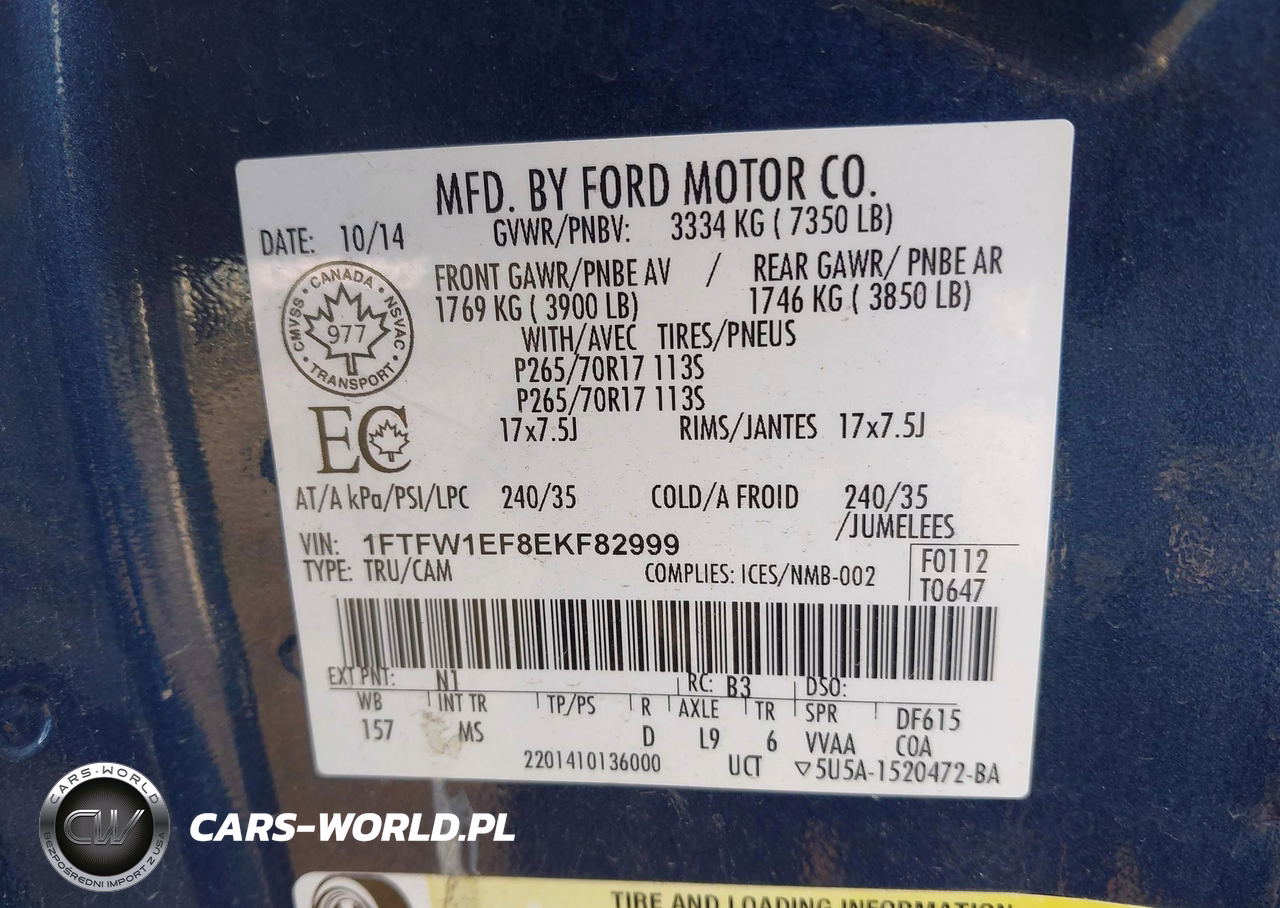 MFD. BY FORD MOTOR CO.
DATE: 10/14 GVWR/PNBV: 3334 KG ( 7350 LB)
FRONT GAWR/PNBE AV / REAR GAWR/ PNBE AR
1769 KG ( 3900 LB) 1746 KG ( 3850 LB)
WITH/AVEC TIRES/PNEUS
P265/70R17 113S
P265/70R17 113S
17x7.5J RIMS/JANTES 17x7.5J
CANADA
CMVSS 977 NSVAC
TRANSPORT
EC
AT/A kPa/PSI/LPC 240/35 COLD/A FROID 240/35
/JUMELEES
VIN: 1FTFW1EF8EKF82999
F0112
TYPE: TRU/CAM COMPLIES: ICES/NMB-002
T0647
EXT PNT: N1 RC: B3 DSO:
WB INT TR TP/PS R AXLE TR SPR DF615
157 MS D L9 6 VVAA COA
2201410136000 UCT ▽5U5A-1520472-BA
CARS-WORLD
CW
BEZPOŚREDNI IMPORT Z USA
CARS-WORLD.PL
TIRE AND LOADING INFORMATION